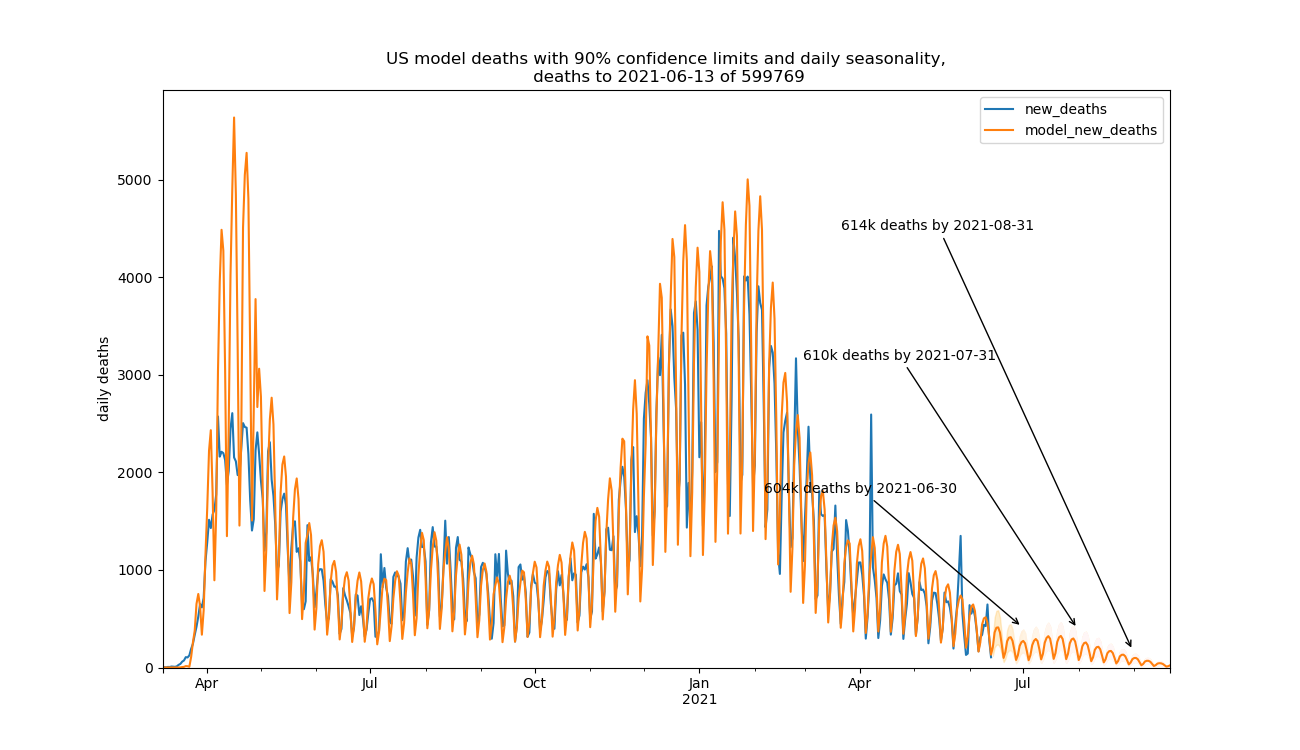 US model deaths with 90% confidence limits and daily seasonality,
deaths to 2021-06-13 of 599769
new_deaths
model_new_deaths
5000
4000
3000
2000
1000
0
daily deaths
614k deaths by 2021-08-31
610k deaths by 2021-07-31
604k deaths by 2021-06-30
Apr
Jul
Oct
Jan
2021
Apr
Jul